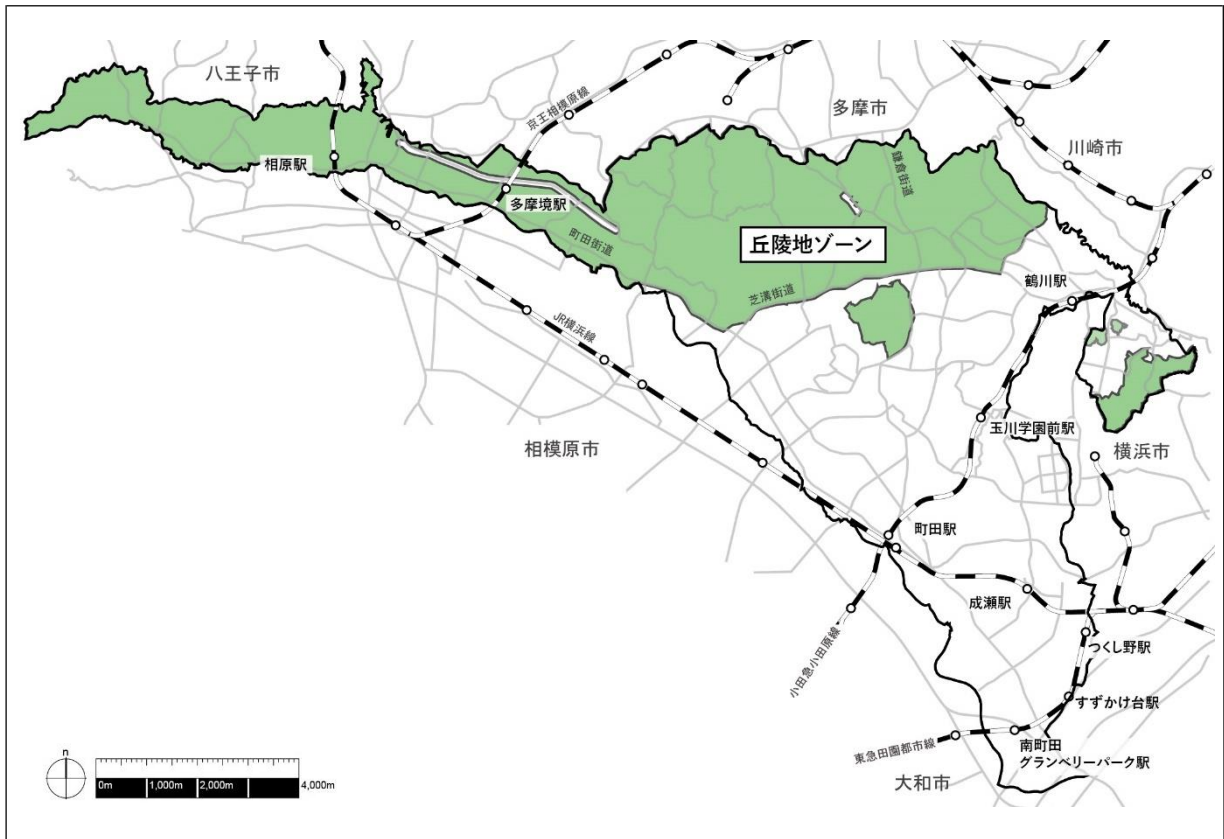 八王子市
多摩市
川崎市
京王相模原線
鎌倉街道
相原駅
多摩境駅
町田街道
丘陵地ゾーン
芝溝街道
鶴川駅
JR横浜線
玉川学園前駅
相模原市
横浜市
町田駅
成瀬駅
小田急小田原線
つくし野駅
すずかけ台駅
東急田園都市線
南町田
グランベリーパーク駅
大和市
n
0m 1,000m 2,000m 4,000m